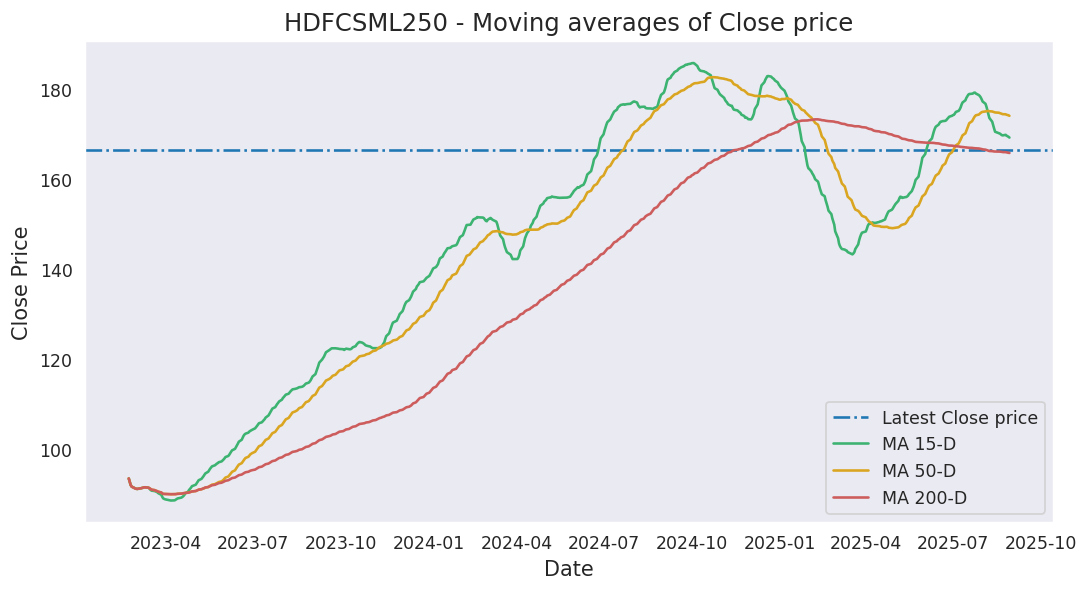 HDFCSML250 - Moving averages of Close price
Close Price
180
160
140
120
100
Latest Close price
MA 15-D
MA 50-D
MA 200-D
2023-04 2023-07 2023-10 2024-01 2024-04 2024-07 2024-10 2025-01 2025-04 2025-07 2025-10
Date